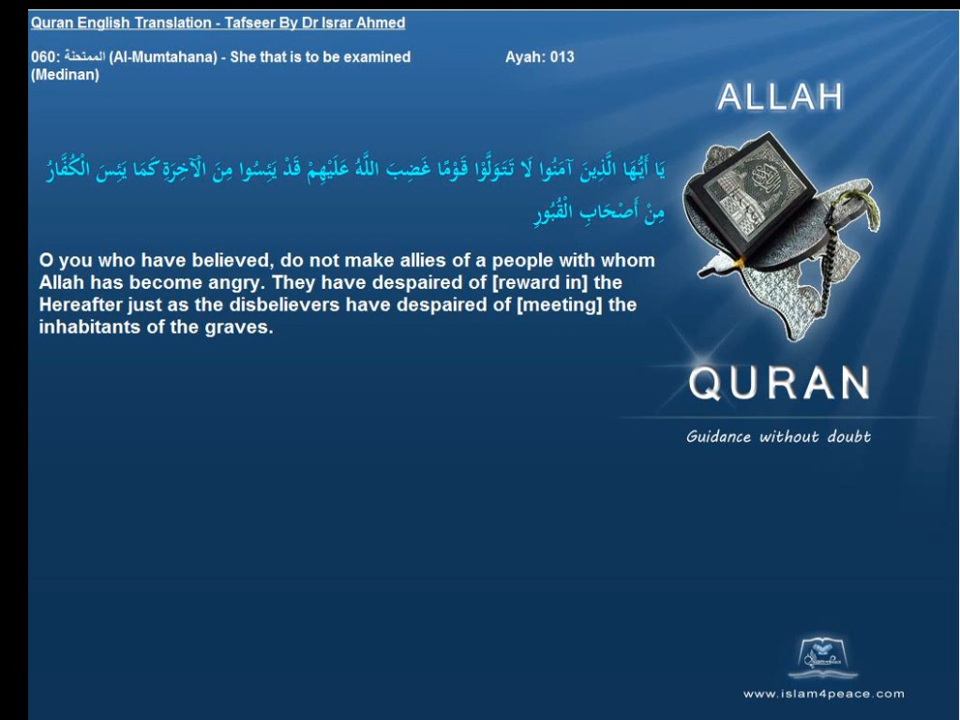 Quran English Translation - Tafseer By Dr Israr Ahmed
060: الممتحنة (Al-Mumtahana) - She that is to be examined Ayah: 013
(Medinan)
ALLAH
يَا أَيُّهَا الَّذِينَ آمَنُوا لَا تَتَوَلَّوْا قَوْمًا غَضِبَ اللَّهُ عَلَيْهِمْ قَدْ يَئِسُوا مِنَ الْآخِرَةِ كَمَا يَئِسَ الْكُفَّارُ
مِنْ أَصْحَابِ الْقُبُورِ
O you who have believed, do not make allies of a people with whom
Allah has become angry. They have despaired of [reward in] the
Hereafter just as the disbelievers have despaired of [meeting] the
inhabitants of the graves.
QURAN
Guidance without doubt
www.islam4peace.com